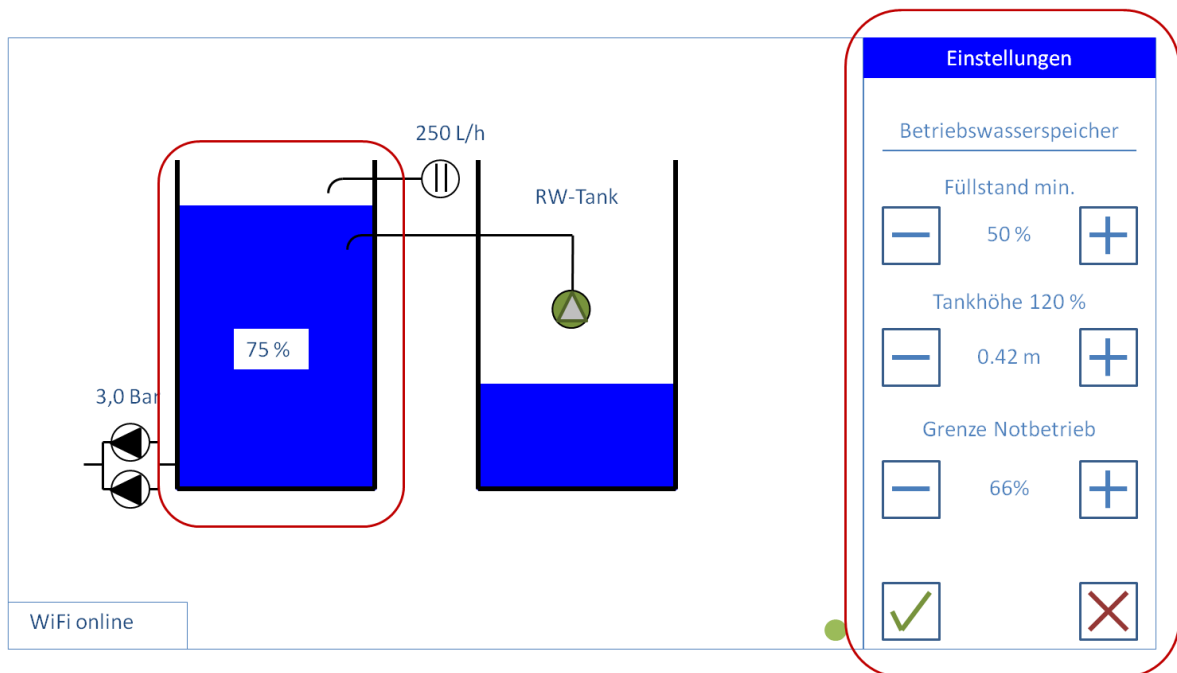 250 L/h
RW-Tank
75 %
3,0 Bar
WiFi online
Einstellungen
Betriebswasserspeicher
Füllstand min.
50 %
Tankhöhe 120 %
0.42 m
Grenze Notbetrieb
66%